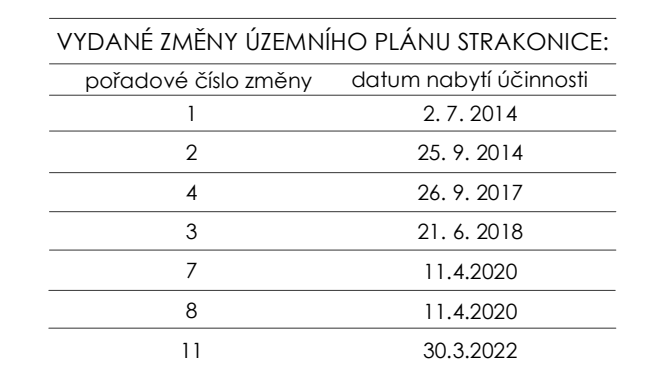 VYDANÉ ZMĚNY ÚZEMNÍHO PLÁNU STRAKONICE:
pořadové číslo změny datum nabytí účinnosti
1 2. 7. 2014
2 25. 9. 2014
4 26. 9. 2017
3 21. 6. 2018
7 11.4.2020
8 11.4.2020
11 30.3.2022